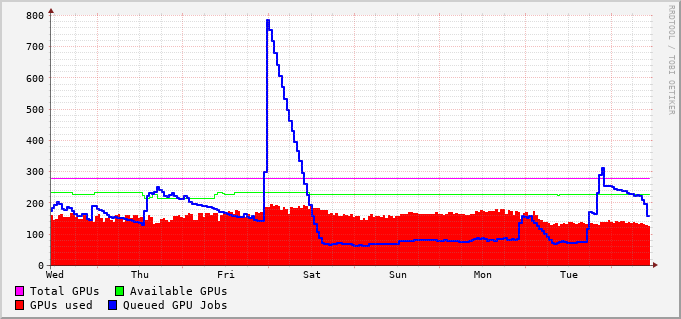 800
700
600
500
400
300
200
100
0
Wed Thu Fri Sat Sun Mon Tue
Total GPUs Available GPUs
GPUs used Queued GPU Jobs
RRDTOOL / TOBI OETIKER